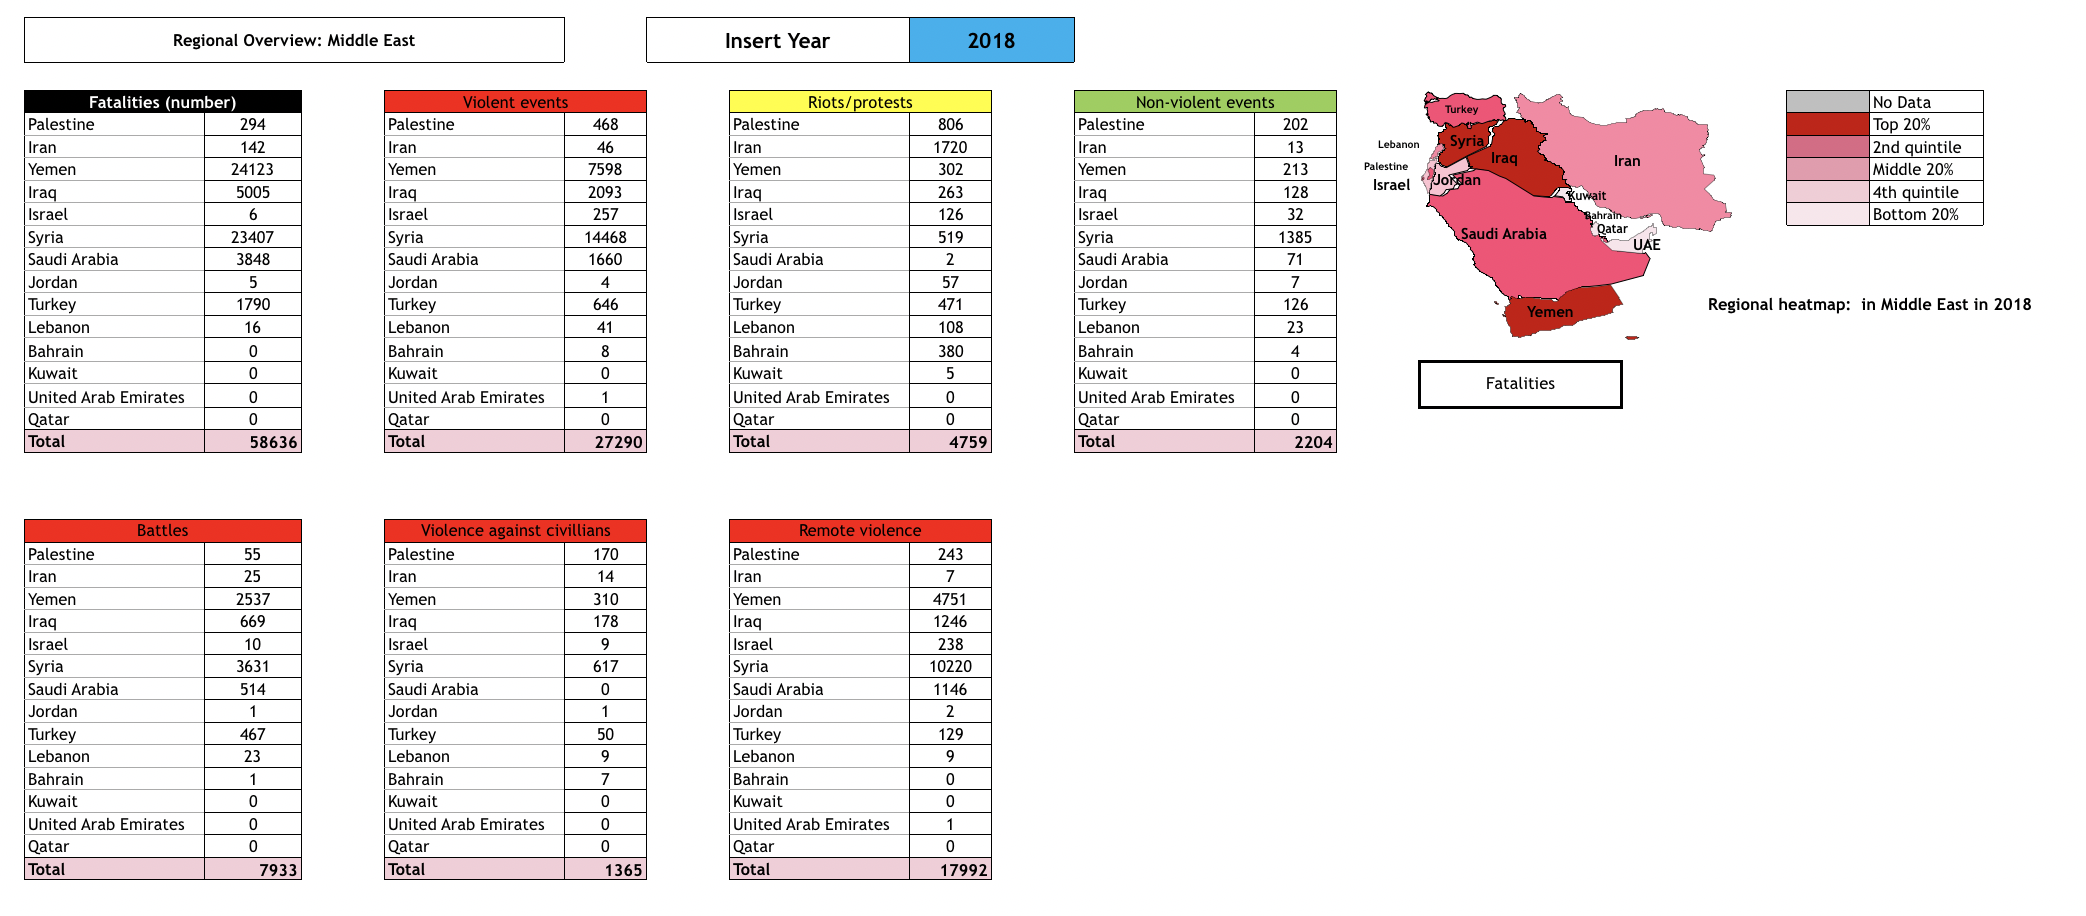 Regional Overview: Middle East
Insert Year 2018
Fatalities (number)
Palestine 294
Iran 142
Yemen 24123
Iraq 5005
Israel 6
Syria 23407
Saudi Arabia 3848
Jordan 5
Turkey 1790
Lebanon 16
Bahrain 0
Kuwait 0
United Arab Emirates 0
Qatar 0
Total 58636
Violent events
Palestine 468
Iran 46
Yemen 7598
Iraq 2093
Israel 257
Syria 14468
Saudi Arabia 1660
Jordan 4
Turkey 646
Lebanon 41
Bahrain 8
Kuwait 0
United Arab Emirates 1
Qatar 0
Total 27290
Riots/protests
Palestine 806
Iran 1720
Yemen 302
Iraq 263
Israel 126
Syria 519
Saudi Arabia 2
Jordan 57
Turkey 471
Lebanon 108
Bahrain 380
Kuwait 5
United Arab Emirates 0
Qatar 0
Total 4759
Non-violent events
Palestine 202
Iran 13
Yemen 213
Iraq 128
Israel 32
Syria 1385
Saudi Arabia 71
Jordan 7
Turkey 126
Lebanon 23
Bahrain 4
Kuwait 0
United Arab Emirates 0
Qatar 0
Total 2204
Turkey
Syria
Lebanon
Iraq
Iran
Palestine
Israel
Jordan
Kuwait
Bahrain
Qatar
Saudi Arabia
UAE
Yemen
Fatalities
No Data
Top 20%
2nd quintile
Middle 20%
4th quintile
Bottom 20%
Regional heatmap:  in Middle East in 2018
Battles
Palestine 55
Iran 25
Yemen 2537
Iraq 669
Israel 10
Syria 3631
Saudi Arabia 514
Jordan 1
Turkey 467
Lebanon 23
Bahrain 1
Kuwait 0
United Arab Emirates 0
Qatar 0
Total 7933
Violence against civillians
Palestine 170
Iran 14
Yemen 310
Iraq 178
Israel 9
Syria 617
Saudi Arabia 0
Jordan 1
Turkey 50
Lebanon 9
Bahrain 7
Kuwait 0
United Arab Emirates 0
Qatar 0
Total 1365
Remote violence
Palestine 243
Iran 7
Yemen 4751
Iraq 1246
Israel 238
Syria 10220
Saudi Arabia 1146
Jordan 2
Turkey 129
Lebanon 9
Bahrain 0
Kuwait 0
United Arab Emirates 1
Qatar 0
Total 17992